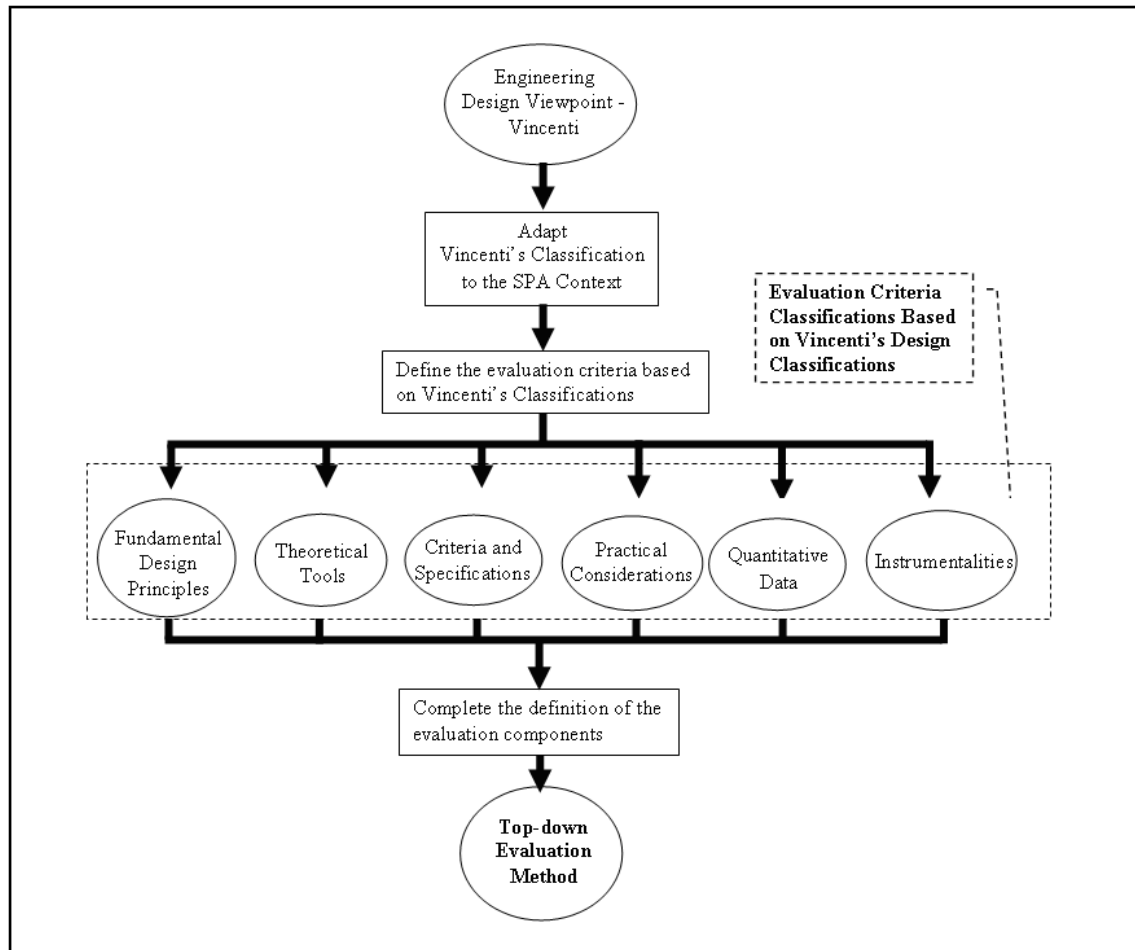 Engineering
Design Viewpoint -
Vincenti
Adapt
Vincenti's Classification
to the SPA Context
Evaluation Criteria
Classifications Based
on Vincenti's Design
Classifications
Define the evaluation criteria based
on Vincenti's Classifications
Fundamental
Design
Principles
Theoretical
Tools
Criteria and
Specifications
Practical
Considerations
Quantitative
Data
Instrumentalities
Complete the definition of the
evaluation components
Top-down
Evaluation
Method